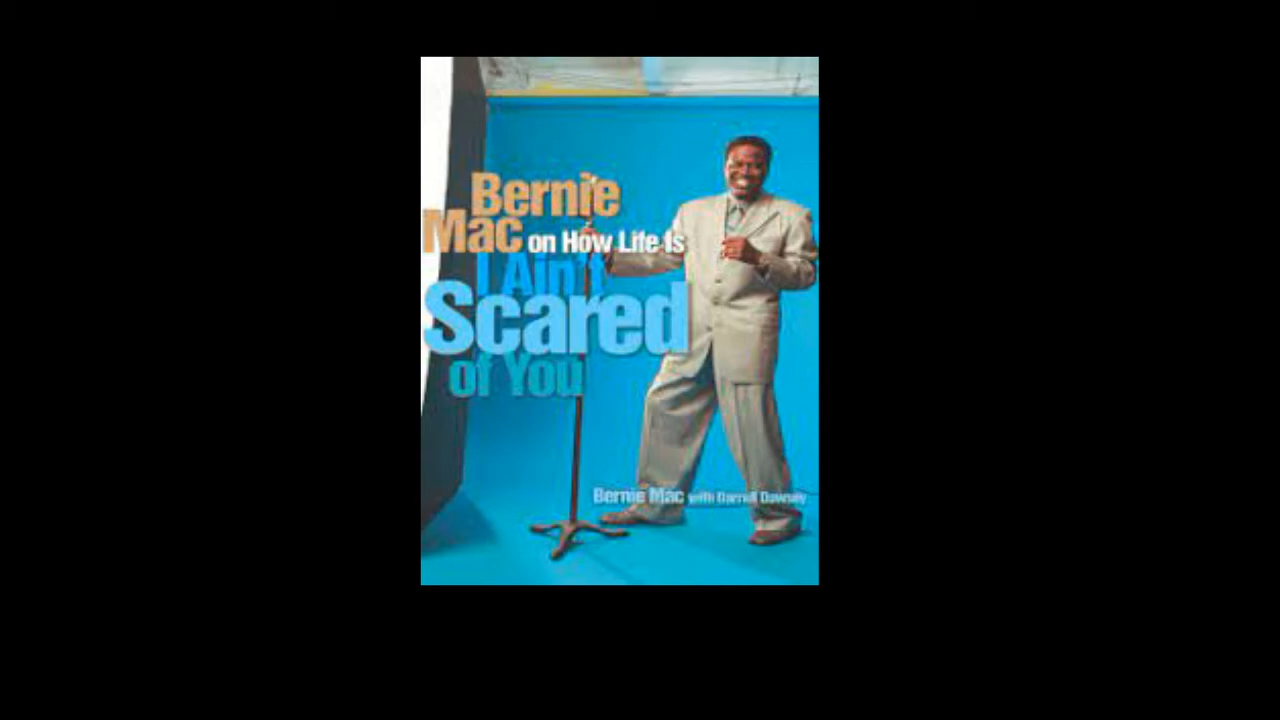 Bernie
Mac on How Life Is
I Ain't
Scared
of You
Bernie Mac with Darrell Dawsey